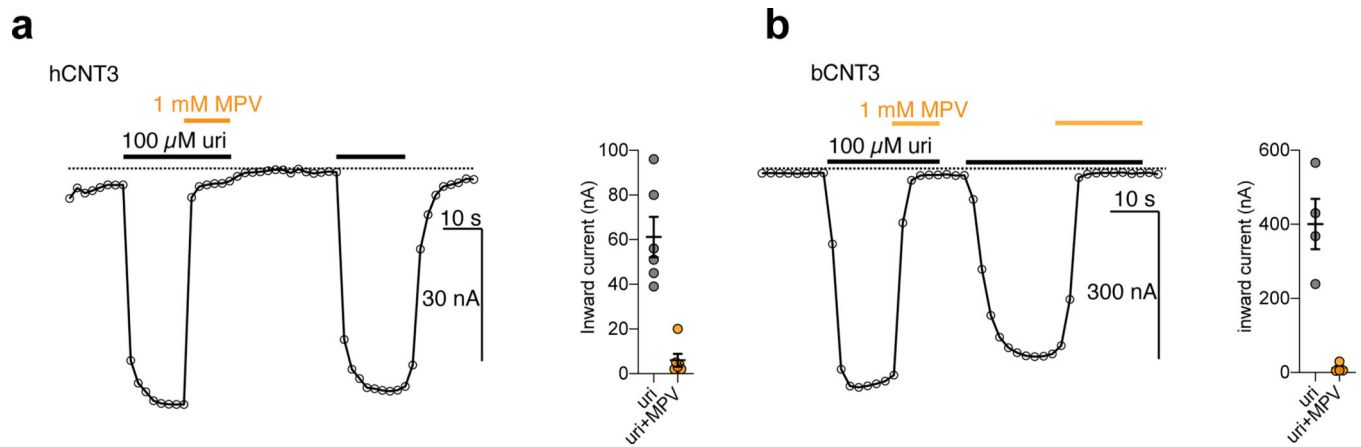 a
hCNT3
1 mM MPV
100 µM uri
10 s
30 nA
100
80
60
40
20
0
Inward current (nA)
uri
uri+MPV
b
bCNT3
1 mM MPV
100 µM uri
10 s
300 nA
600
400
200
0
inward current (nA)
uri
uri+MPV